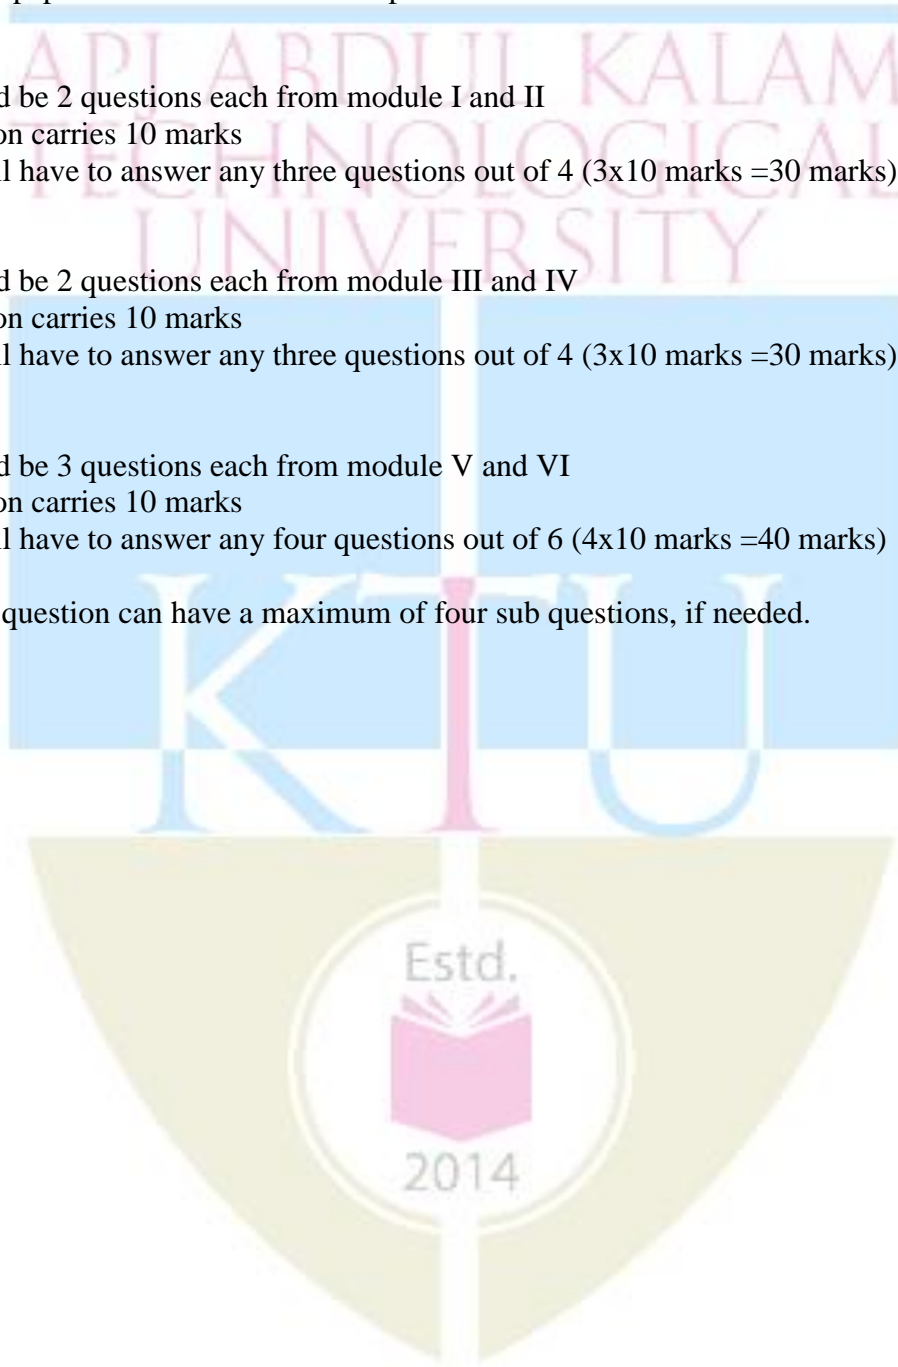 API ABDUL KALAM
TECHNOLOGICAL
UNIVERSITY
d be 2 questions each from module I and II
on carries 10 marks
ll have to answer any three questions out of 4 (3x10 marks =30 marks)
d be 2 questions each from module III and IV
on carries 10 marks
ll have to answer any three questions out of 4 (3x10 marks =30 marks)
d be 3 questions each from module V and VI
on carries 10 marks
ll have to answer any four questions out of 6 (4x10 marks =40 marks)
question can have a maximum of four sub questions, if needed.
KTU
Estd.
2014